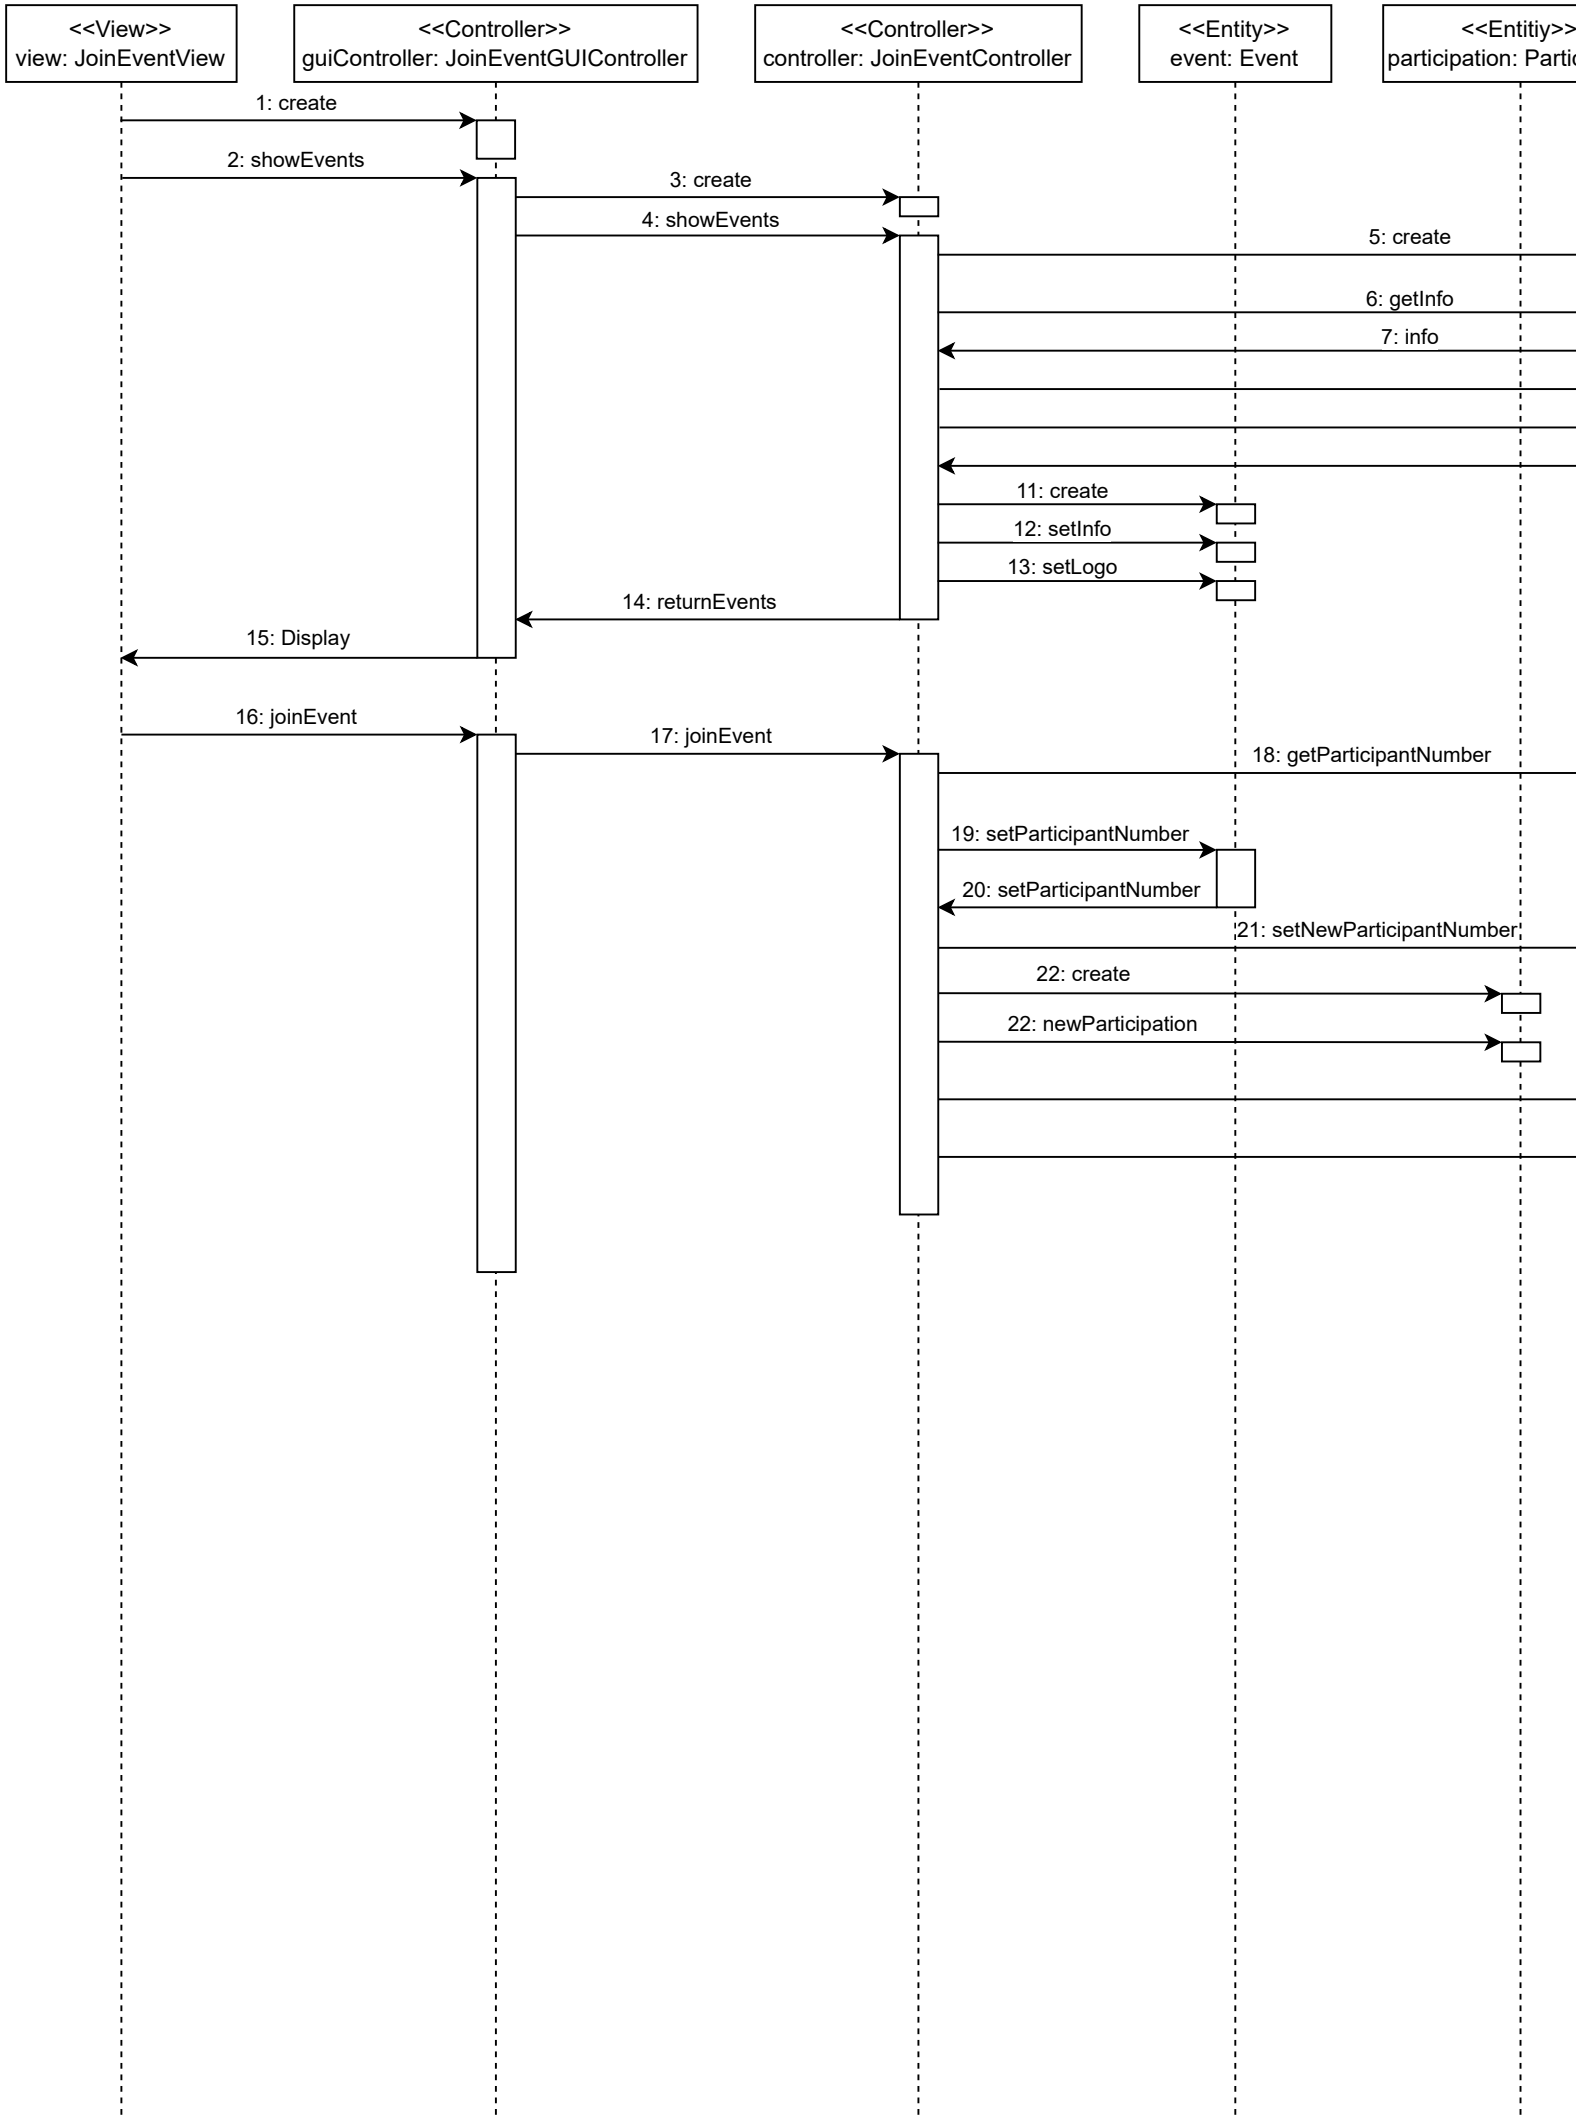 <<View>>
view: JoinEventView
<<Controller>>
guiController: JoinEventGUIController
<<Controller>>
controller: JoinEventController
<<Entity>>
event: Event
<<Entitiy>>
participation: Partic
1: create
2: showEvents
3: create
4: showEvents
5: create
6: getInfo
7: info
11: create
12: setInfo
13: setLogo
14: returnEvents
15: Display
16: joinEvent
17: joinEvent
18: getParticipantNumber
19: setParticipantNumber
20: setParticipantNumber
21: setNewParticipantNumber
22: create
22: newParticipation